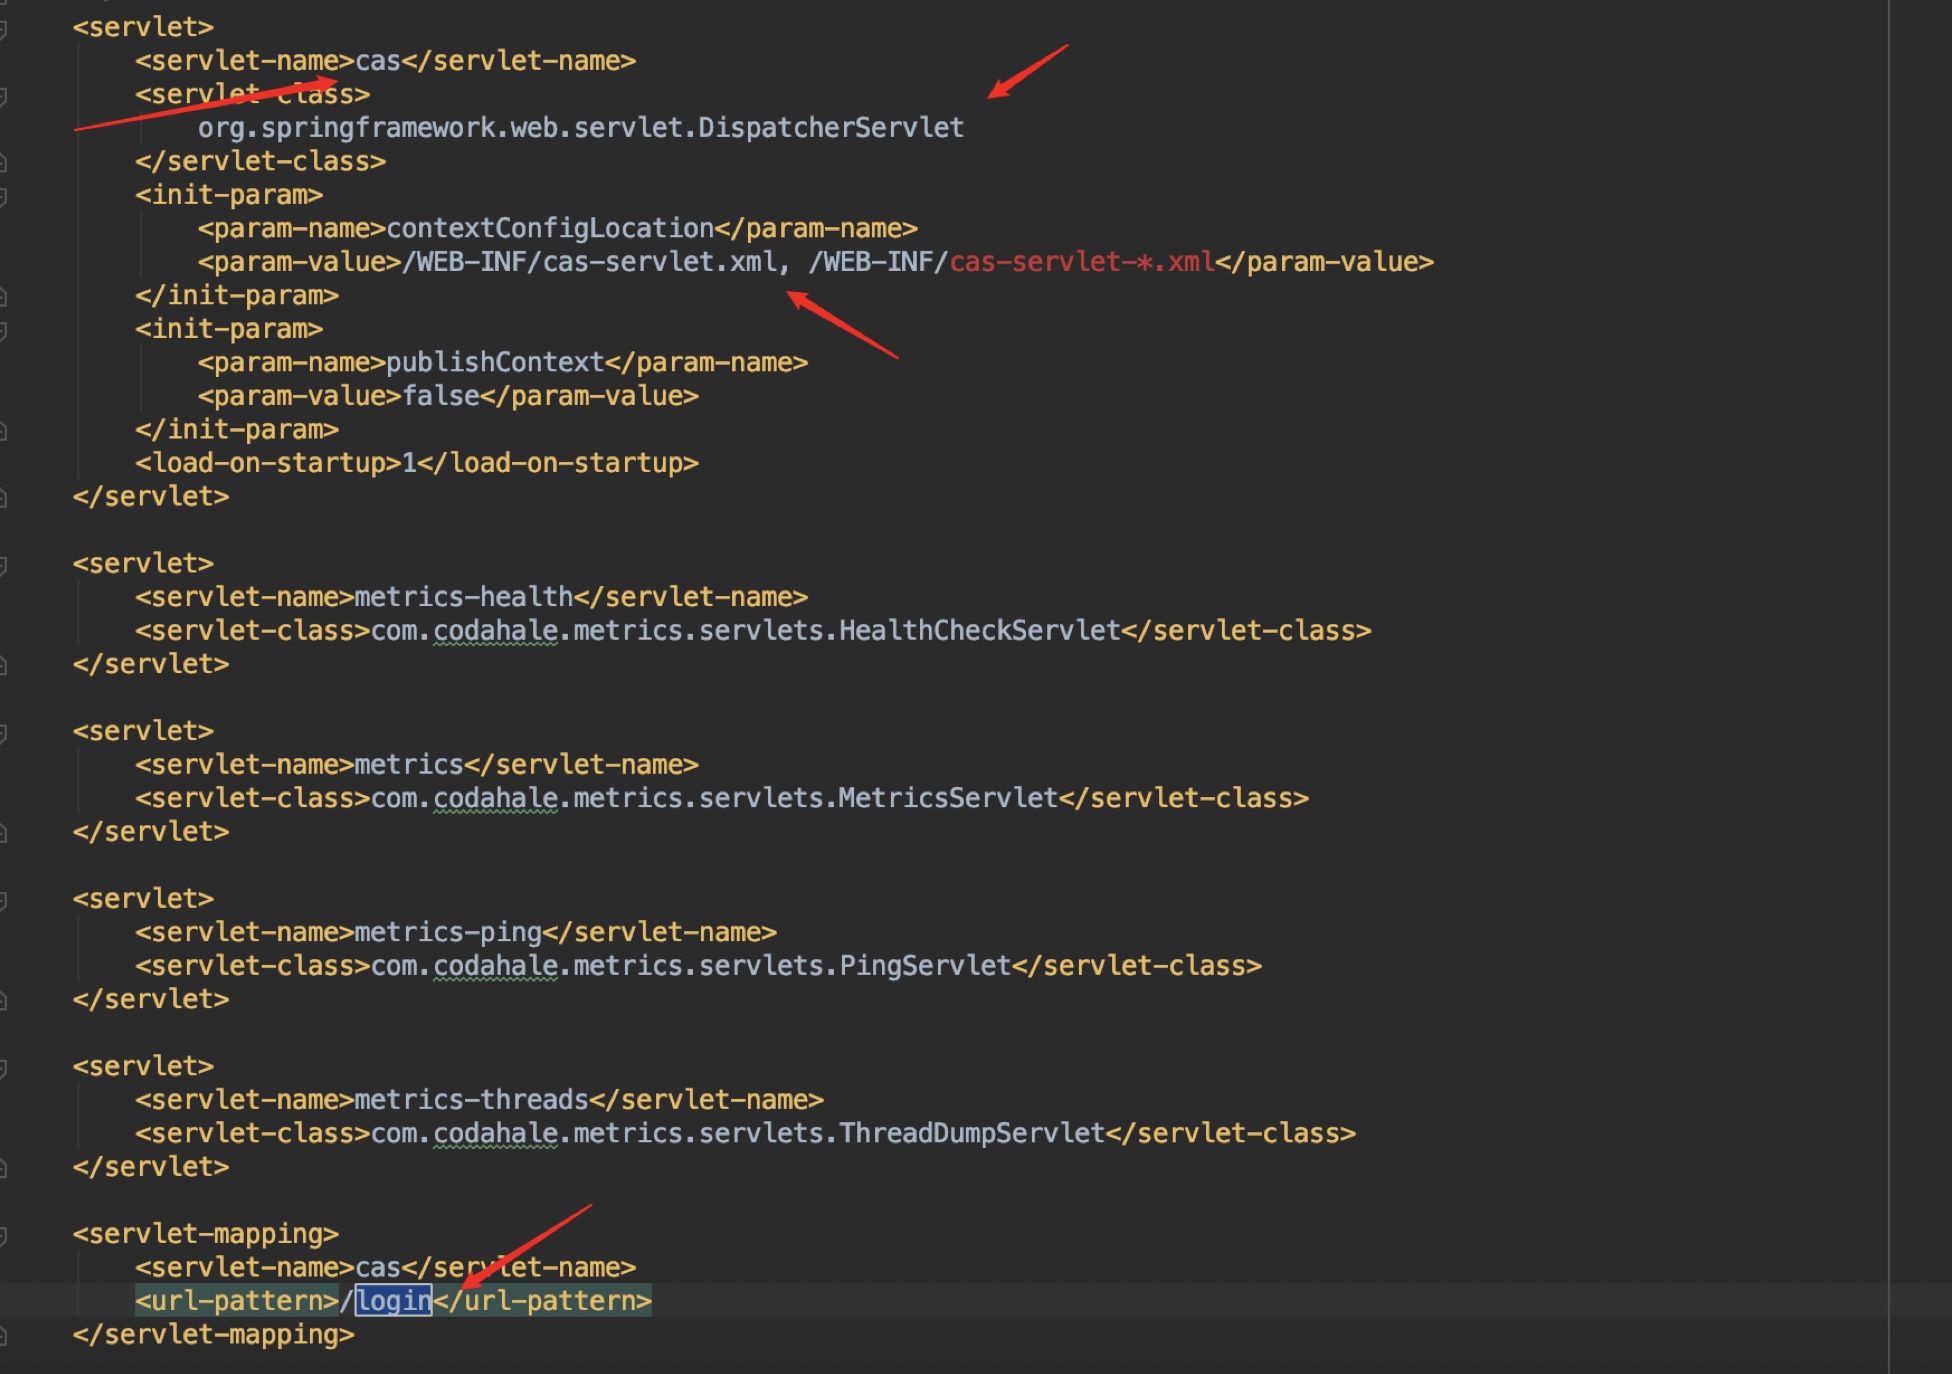 <servlet>
<servlet-name>cas</servlet-name>
<servlet-class>
org.springframework.web.servlet.DispatcherServlet
</servlet-class>
<init-param>
<param-name>contextConfigLocation</param-name>
<param-value>/WEB-INF/cas-servlet.xml, /WEB-INF/cas-servlet-*.xml</param-value>
</init-param>
<init-param>
<param-name>publishContext</param-name>
<param-value>false</param-value>
</init-param>
<load-on-startup>1</load-on-startup>
</servlet>
<servlet>
<servlet-name>metrics-health</servlet-name>
<servlet-class>com.codahale.metrics.servlets.HealthCheckServlet</servlet-class>
</servlet>
<servlet>
<servlet-name>metrics</servlet-name>
<servlet-class>com.codahale.metrics.servlets.MetricsServlet</servlet-class>
</servlet>
<servlet>
<servlet-name>metrics-ping</servlet-name>
<servlet-class>com.codahale.metrics.servlets.PingServlet</servlet-class>
</servlet>
<servlet>
<servlet-name>metrics-threads</servlet-name>
<servlet-class>com.codahale.metrics.servlets.ThreadDumpServlet</servlet-class>
</servlet>
<servlet-mapping>
<servlet-name>cas</servlet-name>
<url-pattern>/login</url-pattern>
</servlet-mapping>